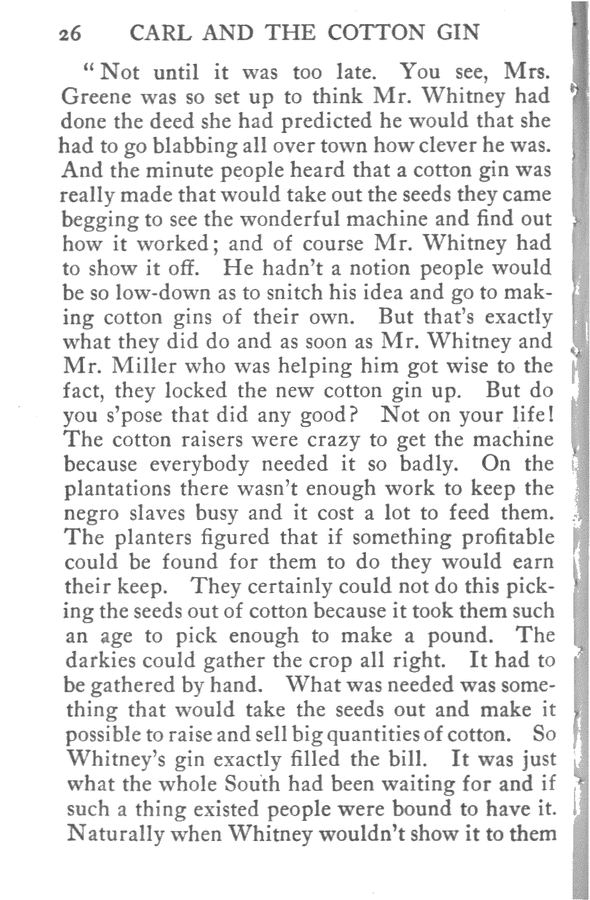 26 CARL AND THE COTTON GIN
“Not until it was too late. You see, Mrs.
Greene was so set up to think Mr. Whitney had
done the deed she had predicted he would that she
had to go blabbing all over town how clever he was.
And the minute people heard that a cotton gin was
really made that would take out the seeds they came
begging to see the wonderful machine and find out
how it worked; and of course Mr. Whitney had
to show it off. He hadn’t a notion people would
be so low-down as to snitch his idea and go to mak-
ing cotton gins of their own. But that’s exactly
what they did do and as soon as Mr. Whitney and
Mr. Miller who was helping him got wise to the
fact, they locked the new cotton gin up. But do
you s’pose that did any good? Not on your life!
The cotton raisers were crazy to get the machine
because everybody needed it so badly. On the
plantations there wasn’t enough work to keep the
negro slaves busy and it cost a lot to feed them.
The planters figured that if something profitable
could be found for them to do they would earn
their keep. They certainly could not do this pick-
ing the seeds out of cotton because it took them such
an age to pick enough to make a pound. The
darkies could gather the crop all right. It had to
be gathered by hand. What was needed was some-
thing that would take the seeds out and make it
possible to raise and sell big quantities of cotton. So
Whitney’s gin exactly filled the bill. It was just
what the whole South had been waiting for and if
such a thing existed people were bound to have it.
Naturally when Whitney wouldn’t show it to them